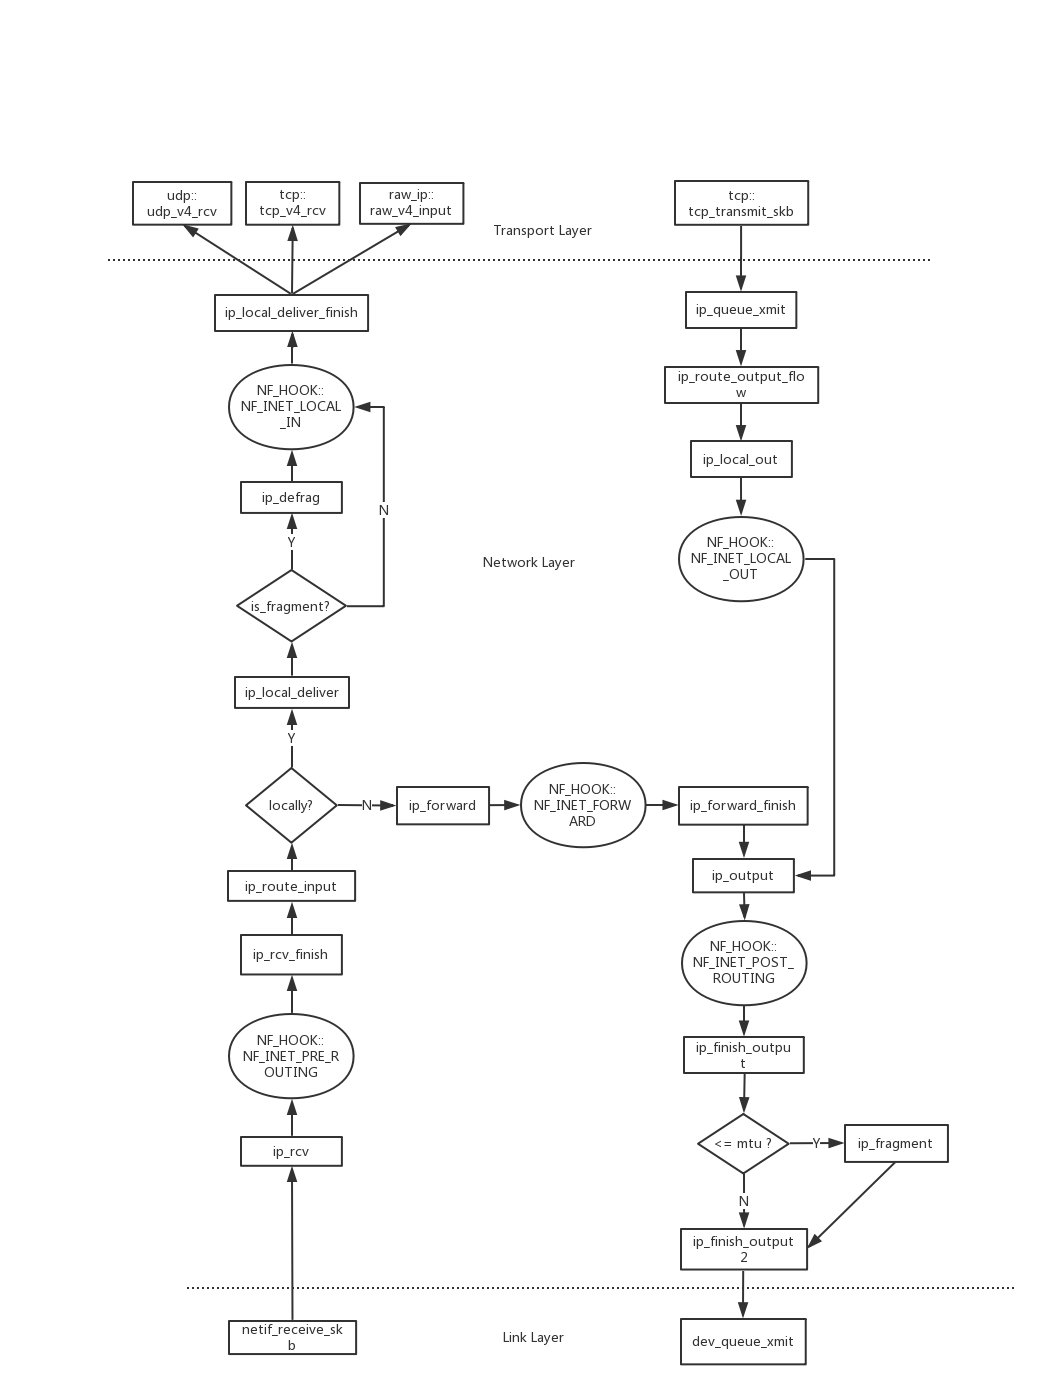 udp::
udp_v4_rcv
tcp::
tcp_v4_rcv
raw_ip::
raw_v4_input
tcp::
tcp_transmit_skb
Transport Layer
ip_local_deliver_finish
ip_queue_xmit
NF_HOOK::
NF_INET_LOCAL
_IN
ip_route_output_flo
w
ip_local_out
ip_defrag
N
Y
NF_HOOK::
NF_INET_LOCAL
_OUT
Network Layer
is_fragment?
ip_local_deliver
Y
locally?
N
ip_forward
NF_HOOK::
NF_INET_FORW
ARD
ip_forward_finish
ip_route_input
ip_output
ip_rcv_finish
NF_HOOK::
NF_INET_POST_
ROUTING
NF_HOOK::
NF_INET_PRE_R
OUTING
ip_finish_outpu
t
ip_rcv
<= mtu ?
Y
ip_fragment
N
ip_finish_output
2
netif_receive_sk
b
Link Layer
dev_queue_xmit